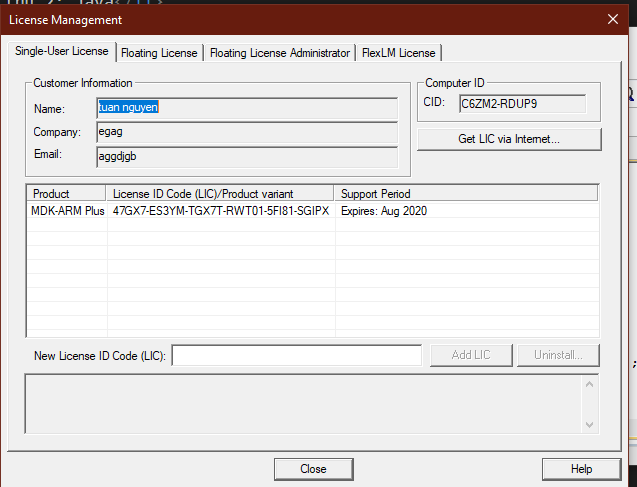 License Management
Single-User License Floating License Floating License Administrator FlexLM License
Customer Information
Name: tuan nguyen
Company: egag
Email: aggdjgb
Computer ID
CID: C6ZM2-RDUP9
Get LIC via Internet...
Product License ID Code (LIC)/Product variant Support Period
MDK-ARM Plus 47GX7-ES3YM-TGX7T-RWT01-5FI81-SGIPX Expires: Aug 2020
New License ID Code (LIC): Add LIC Uninstall...
Close Help